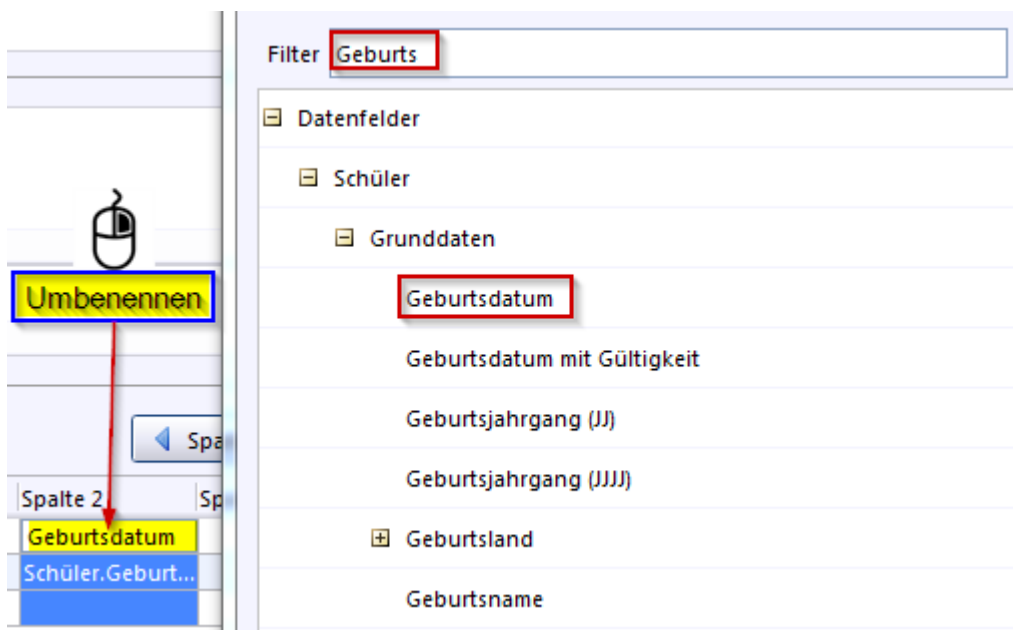 Filter Geburts
Datenfelder
Schüler
Grunddaten
Geburtsdatum
Geburtsdatum mit Gültigkeit
Geburtsjahrgang (JJ)
Geburtsjahrgang (JJJJ)
Geburtsland
Geburtsname
Umbenennen
Spa
Spalte 2 Sp
Geburtsdatum
Schüler.Geburt...